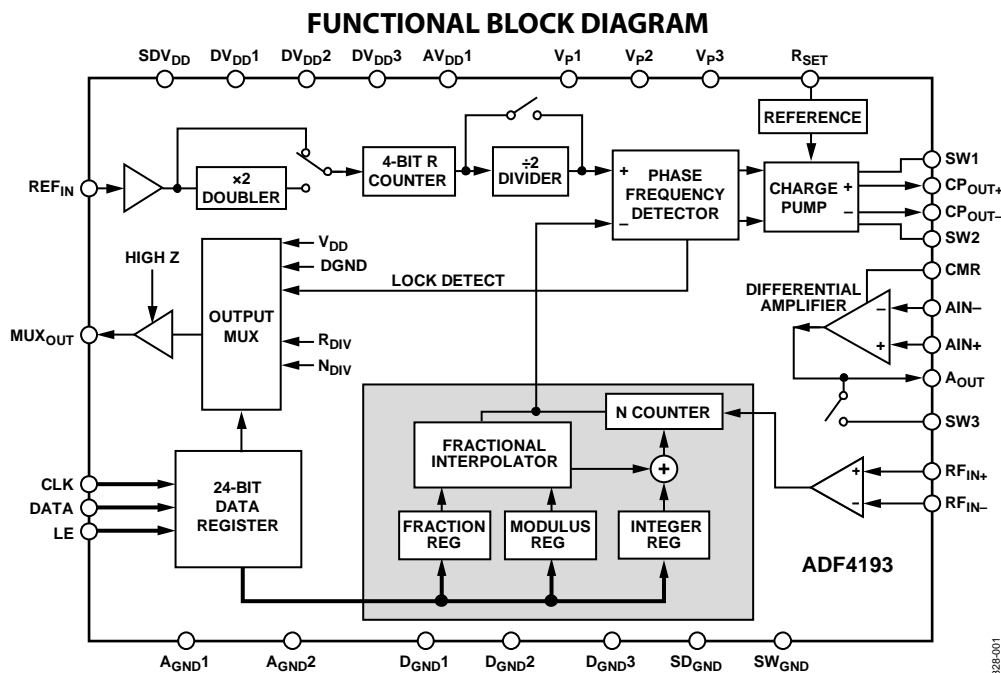 FUNCTIONAL BLOCK DIAGRAM
SDVDD DVDD1 DVDD2 DVDD3 AVDD1 VP1 VP2 VP3 RSET
REFERENCE
REFIN
×2
DOUBLER
4-BIT R
COUNTER
÷2
DIVIDER
+
–
PHASE
FREQUENCY
DETECTOR
CHARGE
PUMP
+
–
SW1
CPOUT+
CPOUT–
SW2
HIGH Z
MUXOUT
OUTPUT
MUX
VDD
DGND
LOCK DETECT
RDIV
NDIV
DIFFERENTIAL
AMPLIFIER
–
+
CMR
AIN–
AIN+
AOUT
SW3
N COUNTER
FRACTIONAL
INTERPOLATOR
+
+
–
RFIN+
RFIN–
CLK
DATA
LE
24-BIT
DATA
REGISTER
FRACTION
REG
MODULUS
REG
INTEGER
REG
ADF4193
AGND1 AGND2 DGND1 DGND2 DGND3 SDGND SWGND